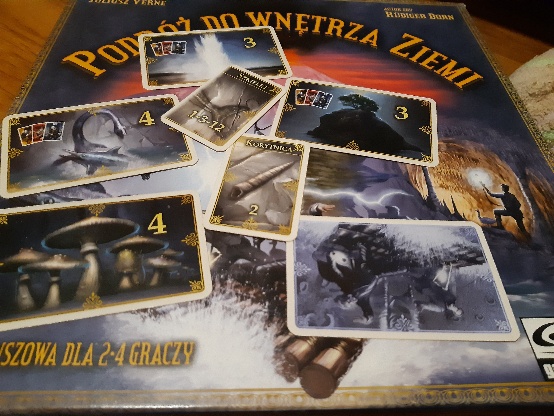 JULIUSZ VERNE
AUTOR GRY
RÜDIGER DORN
PODRÓŻ DO WNĘTRZA ZIEMI
3
4
1-3-12
3
KORYTNICA
2
4
SZOWA DLA 2-4 GRACZY